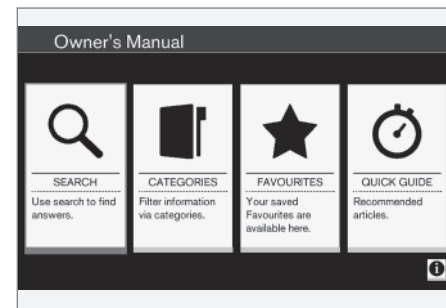 Owner's Manual
SEARCH
Use search to find
answers.
CATEGORIES
Filter information
via categories.
FAVOURITES
Your saved
Favourites are
available here.
QUICK GUIDE
Recommended
articles.